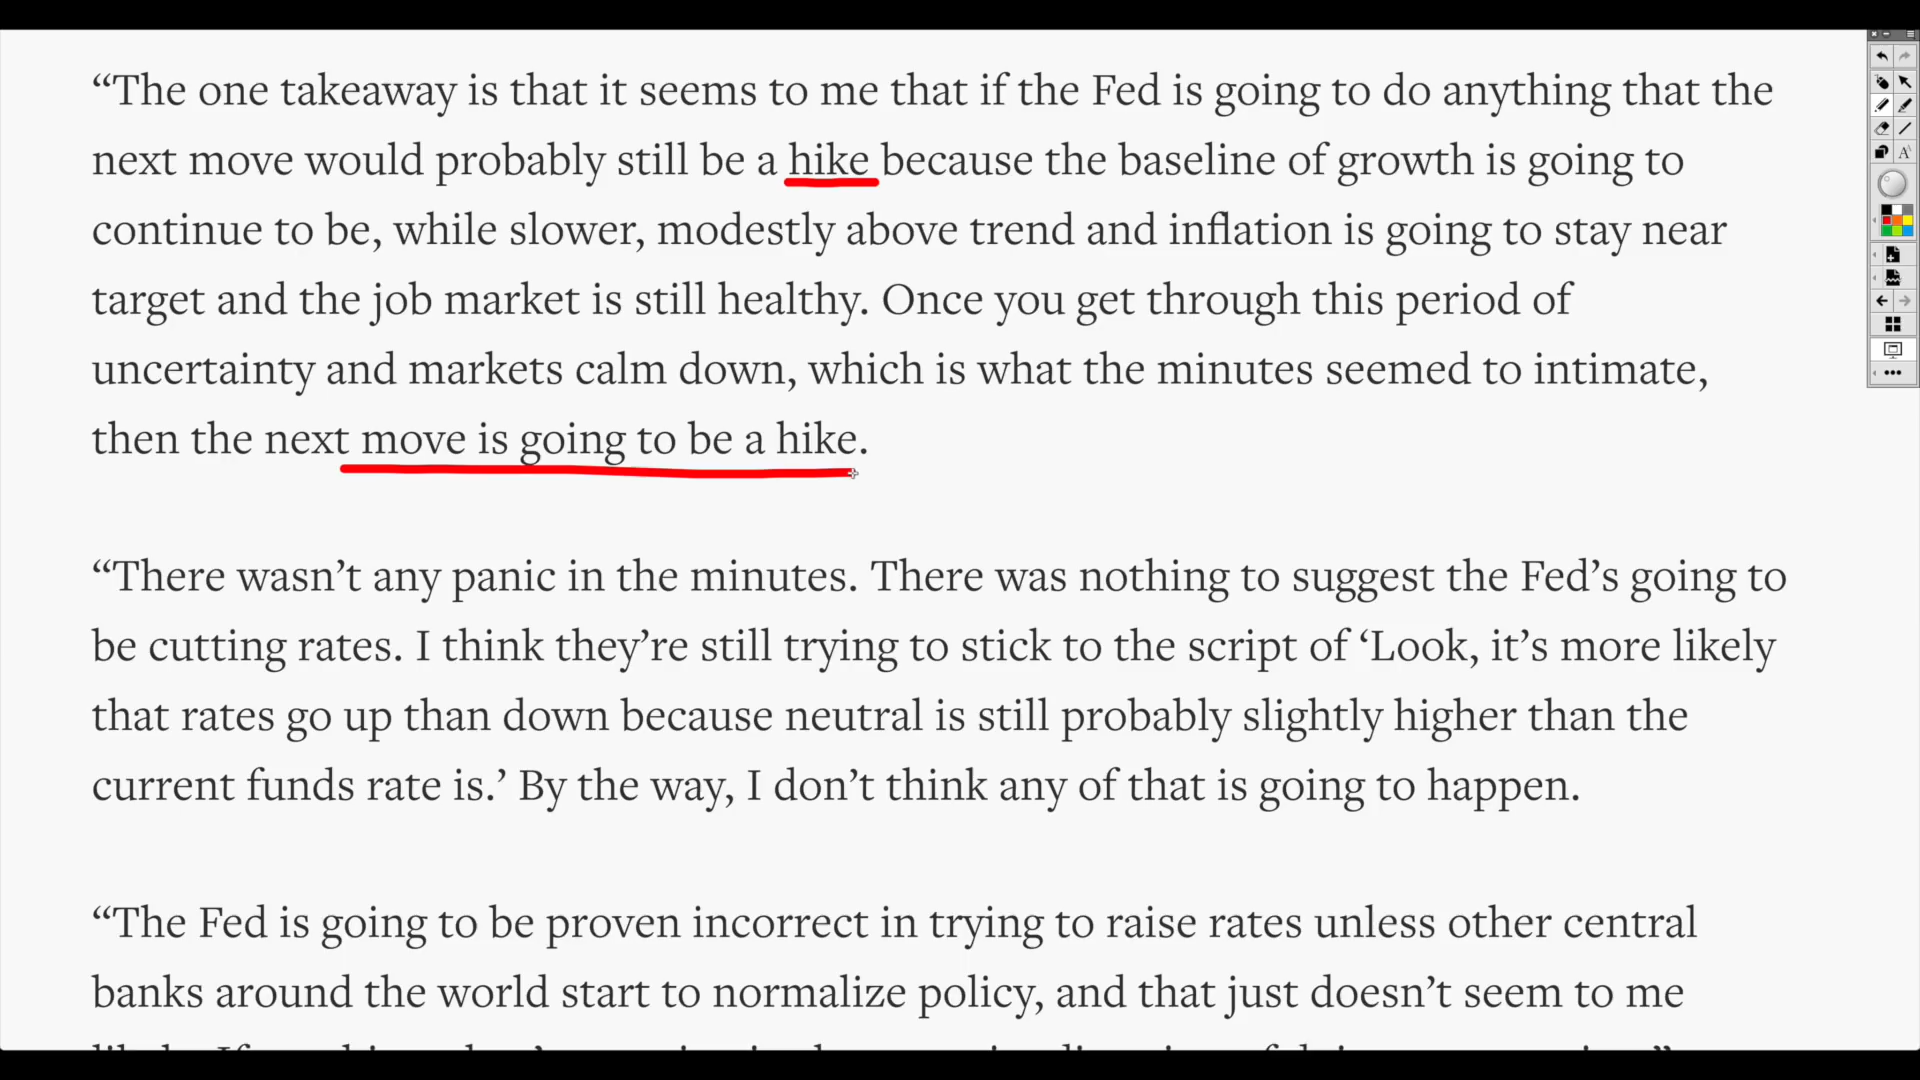 “The one takeaway is that it seems to me that if the Fed is going to do anything that the
next move would probably still be a hike because the baseline of growth is going to
continue to be, while slower, modestly above trend and inflation is going to stay near
target and the job market is still healthy. Once you get through this period of
uncertainty and markets calm down, which is what the minutes seemed to intimate,
then the next move is going to be a hike.
“There wasn’t any panic in the minutes. There was nothing to suggest the Fed’s going to
be cutting rates. I think they’re still trying to stick to the script of ‘Look, it’s more likely
that rates go up than down because neutral is still probably slightly higher than the
current funds rate is.’ By the way, I don’t think any of that is going to happen.
“The Fed is going to be proven incorrect in trying to raise rates unless other central
banks around the world start to normalize policy, and that just doesn’t seem to me